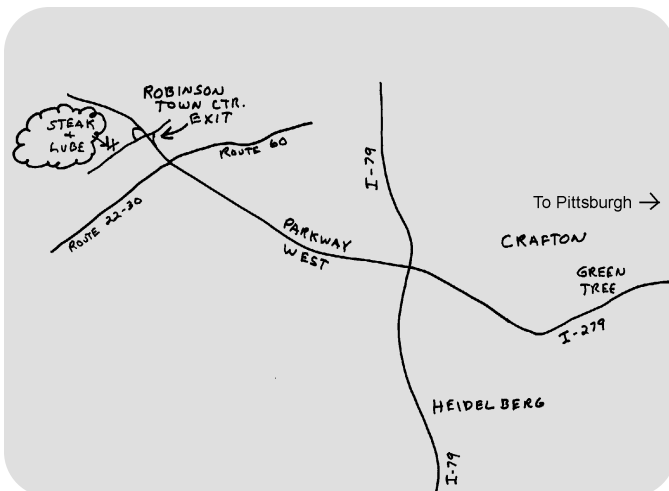 ROBINSON
TOWN CTR.
EXIT
STEAK
+
LUBE
ROUTE 60
I-79
ROUTE 22-30
To Pittsburgh →
PARKWAY
WEST
CRAFTON
GREEN
TREE
I-279
HEIDELBERG
I-79